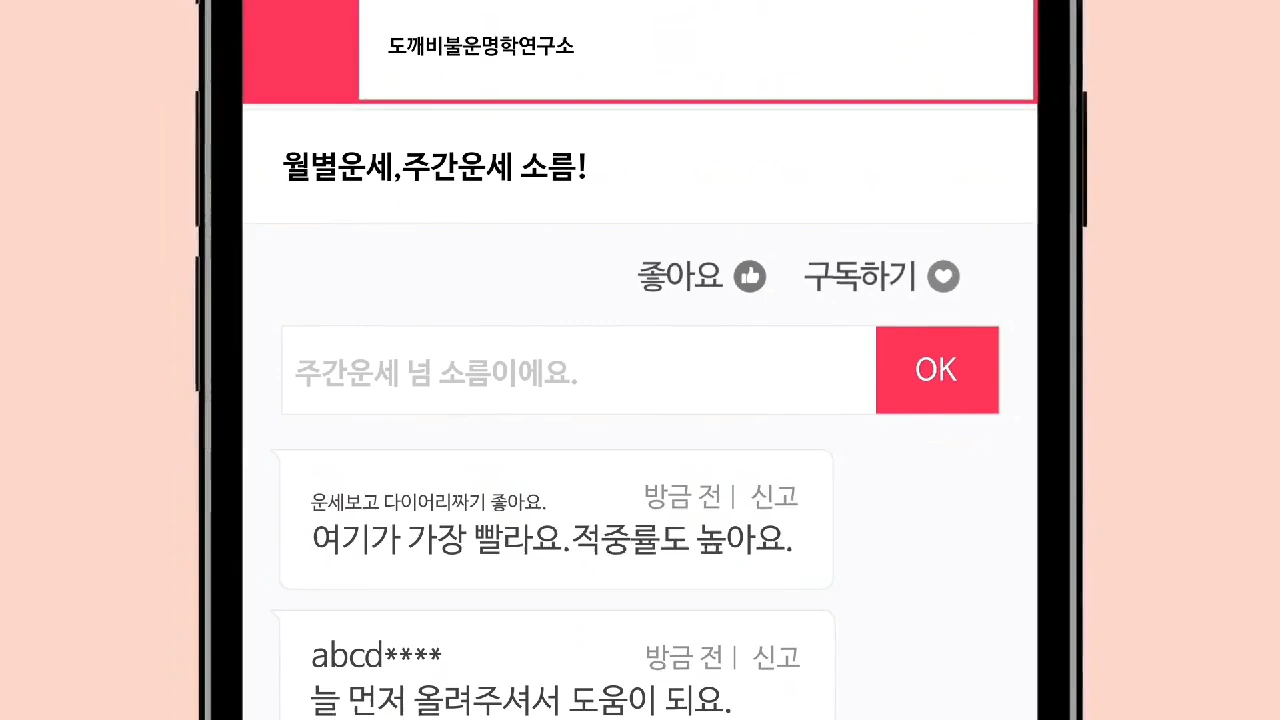 도깨비불운명학연구소
월별운세,주간운세 소름!
좋아요 구독하기
주간운세 넘 소름이에요.
OK
운세보고 다이어리짜기 좋아요. 방금 전 | 신고
여기가 가장 빨라요.적중률도 높아요.
abcd**** 방금 전 | 신고
늘 먼저 올려주셔서 도움이 되요.